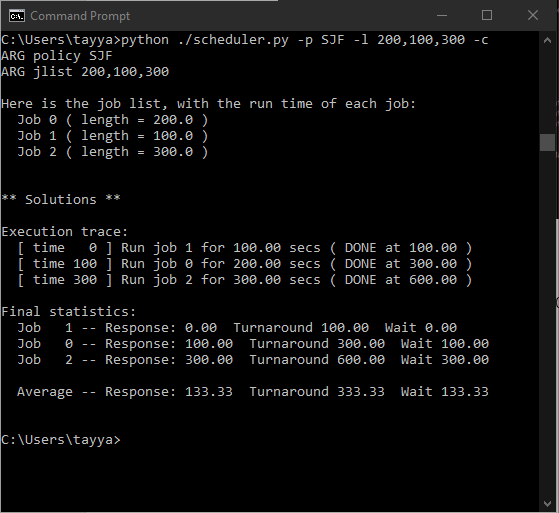 Command Prompt
C:\Users\tayya>python ./scheduler.py -p SJF -l 200,100,300 -c
ARG policy SJF
ARG jlist 200,100,300
Here is the job list, with the run time of each job:
Job 0 ( length = 200.0 )
Job 1 ( length = 100.0 )
Job 2 ( length = 300.0 )
** Solutions **
Execution trace:
[ time   0 ] Run job 1 for 100.00 secs ( DONE at 100.00 )
[ time 100 ] Run job 0 for 200.00 secs ( DONE at 300.00 )
[ time 300 ] Run job 2 for 300.00 secs ( DONE at 600.00 )
Final statistics:
Job   1 -- Response: 0.00  Turnaround 100.00  Wait 0.00
Job   0 -- Response: 100.00  Turnaround 300.00  Wait 100.00
Job   2 -- Response: 300.00  Turnaround 600.00  Wait 300.00
Average -- Response: 133.33  Turnaround 333.33  Wait 133.33
C:\Users\tayya>